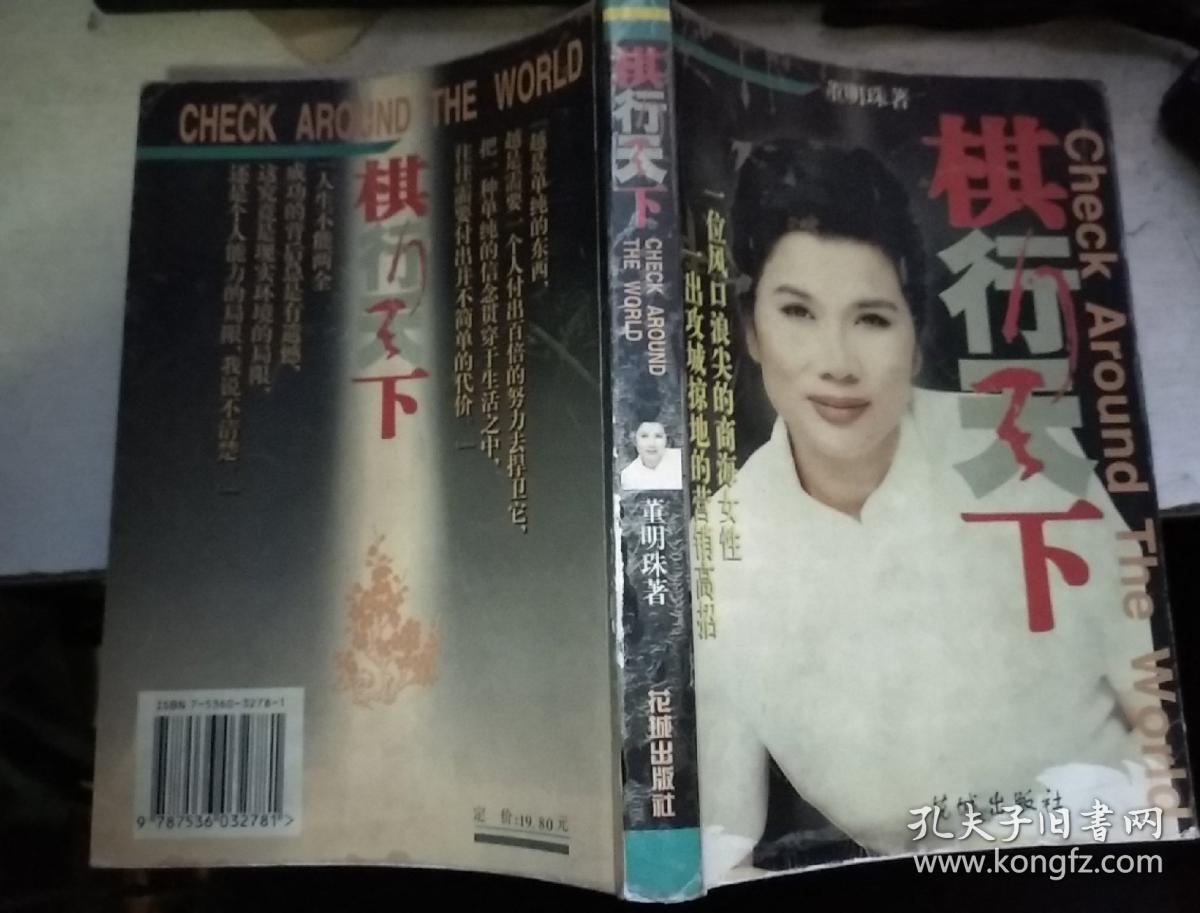 CHECK AROUND THE WORLD
棋行天下
「越是单纯的东西，
越是需要一个人付出百倍的努力去捍卫它，
把一种单纯的信念贯穿于生活之中，
往往需要付出并不简单的代价。」
「人生不能两全
成功的背后总是有遗憾，
这究竟是现实环境的局限，
还是个人能力的局限，我说不清楚。」
ISBN 7-5360-3278-1
9 787536 032781>
定 价:19.80元
棋行天下
CHECK AROUND
THE WORLD
董明珠著
花城出版社
董明珠著
棋行天下
Check Around The World
一位风口浪尖的商海女性
一出攻城掠地的营销高招
花城出版社
孔夫子旧书网
www.kongfz.com